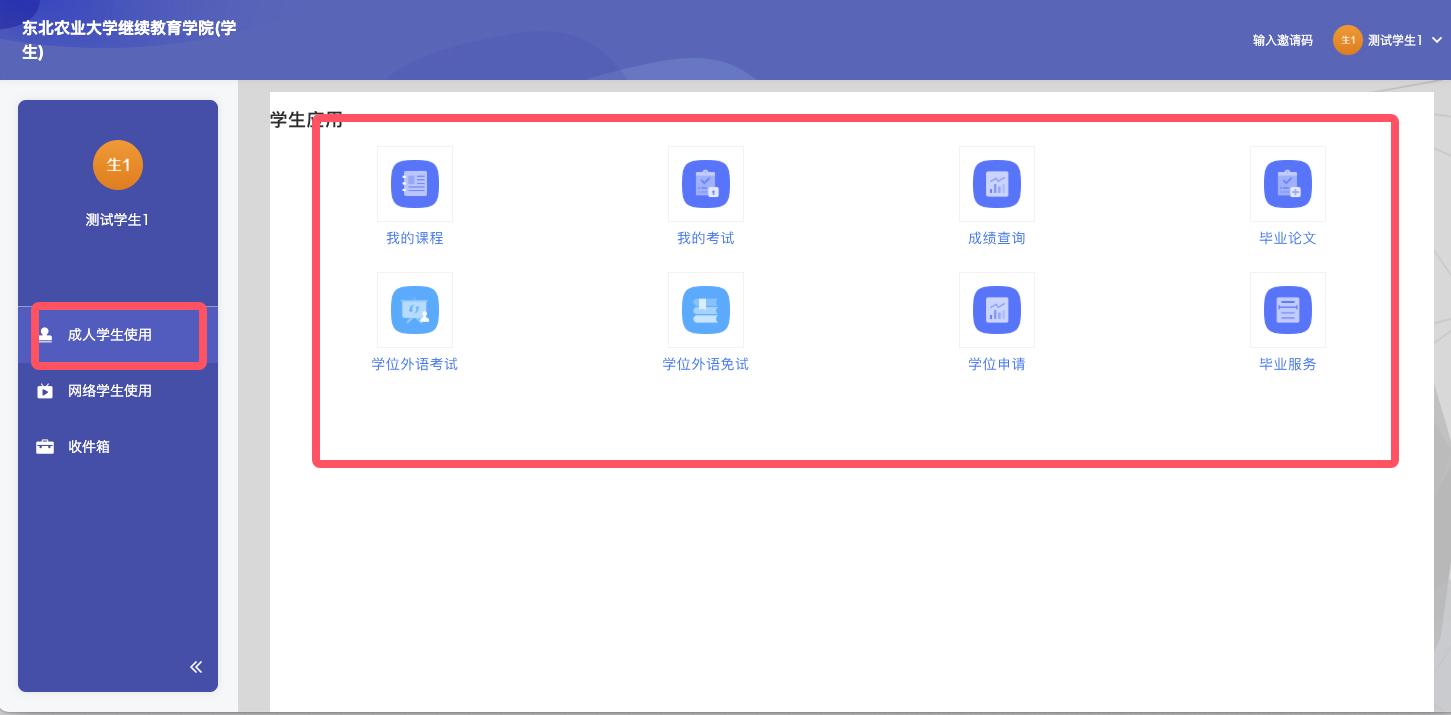 东北农业大学继续教育学院(学
生)
输入邀请码
生1
测试学生1
生1
测试学生1
成人学生使用
网络学生使用
收件箱
学生应用
我的课程
我的考试
成绩查询
毕业论文
学位外语考试
学位外语免试
学位申请
毕业服务